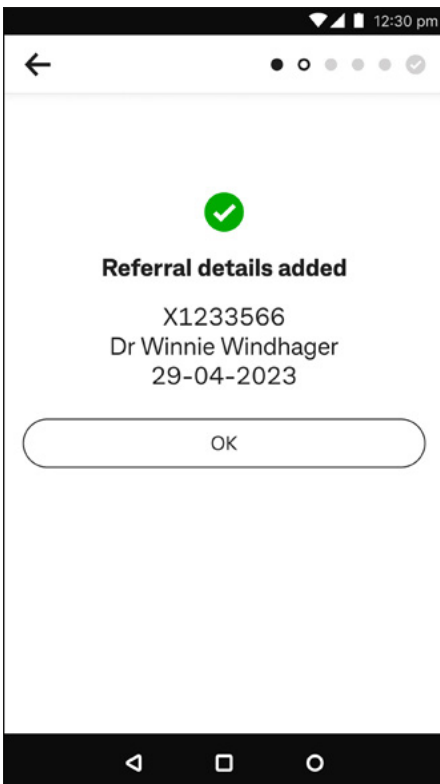 12:30 pm
Referral details added
X1233566
Dr Winnie Windhager
29-04-2023
OK